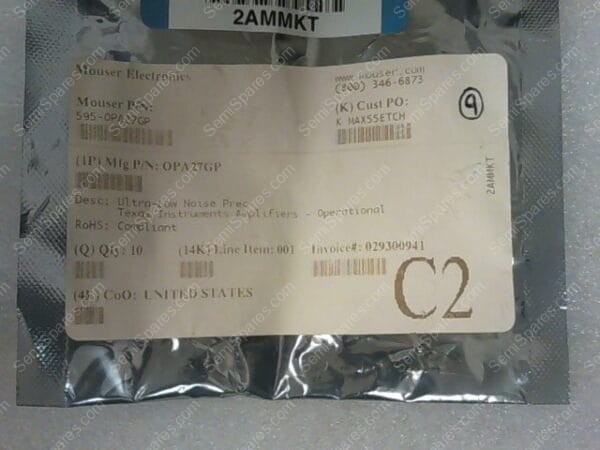 2AMMKT
Mouser Electronics
www.mouser.com
(800) 346-6873
Mouser P/N:
595-OPA27GP
(K) Cust PO:
K MAX55ETCH
9
(1P) Mfg P/N: OPA27GP
2AMMKT
Desc: Ultra-Low Noise Prec
Texas Instruments Amplifiers - Operational
RoHS: Compliant
(Q) Qty: 10
(14K) Line Item: 001
Invoice#: 029300941
C2
(4L) CoO: UNITED STATES
SemiSpares.com